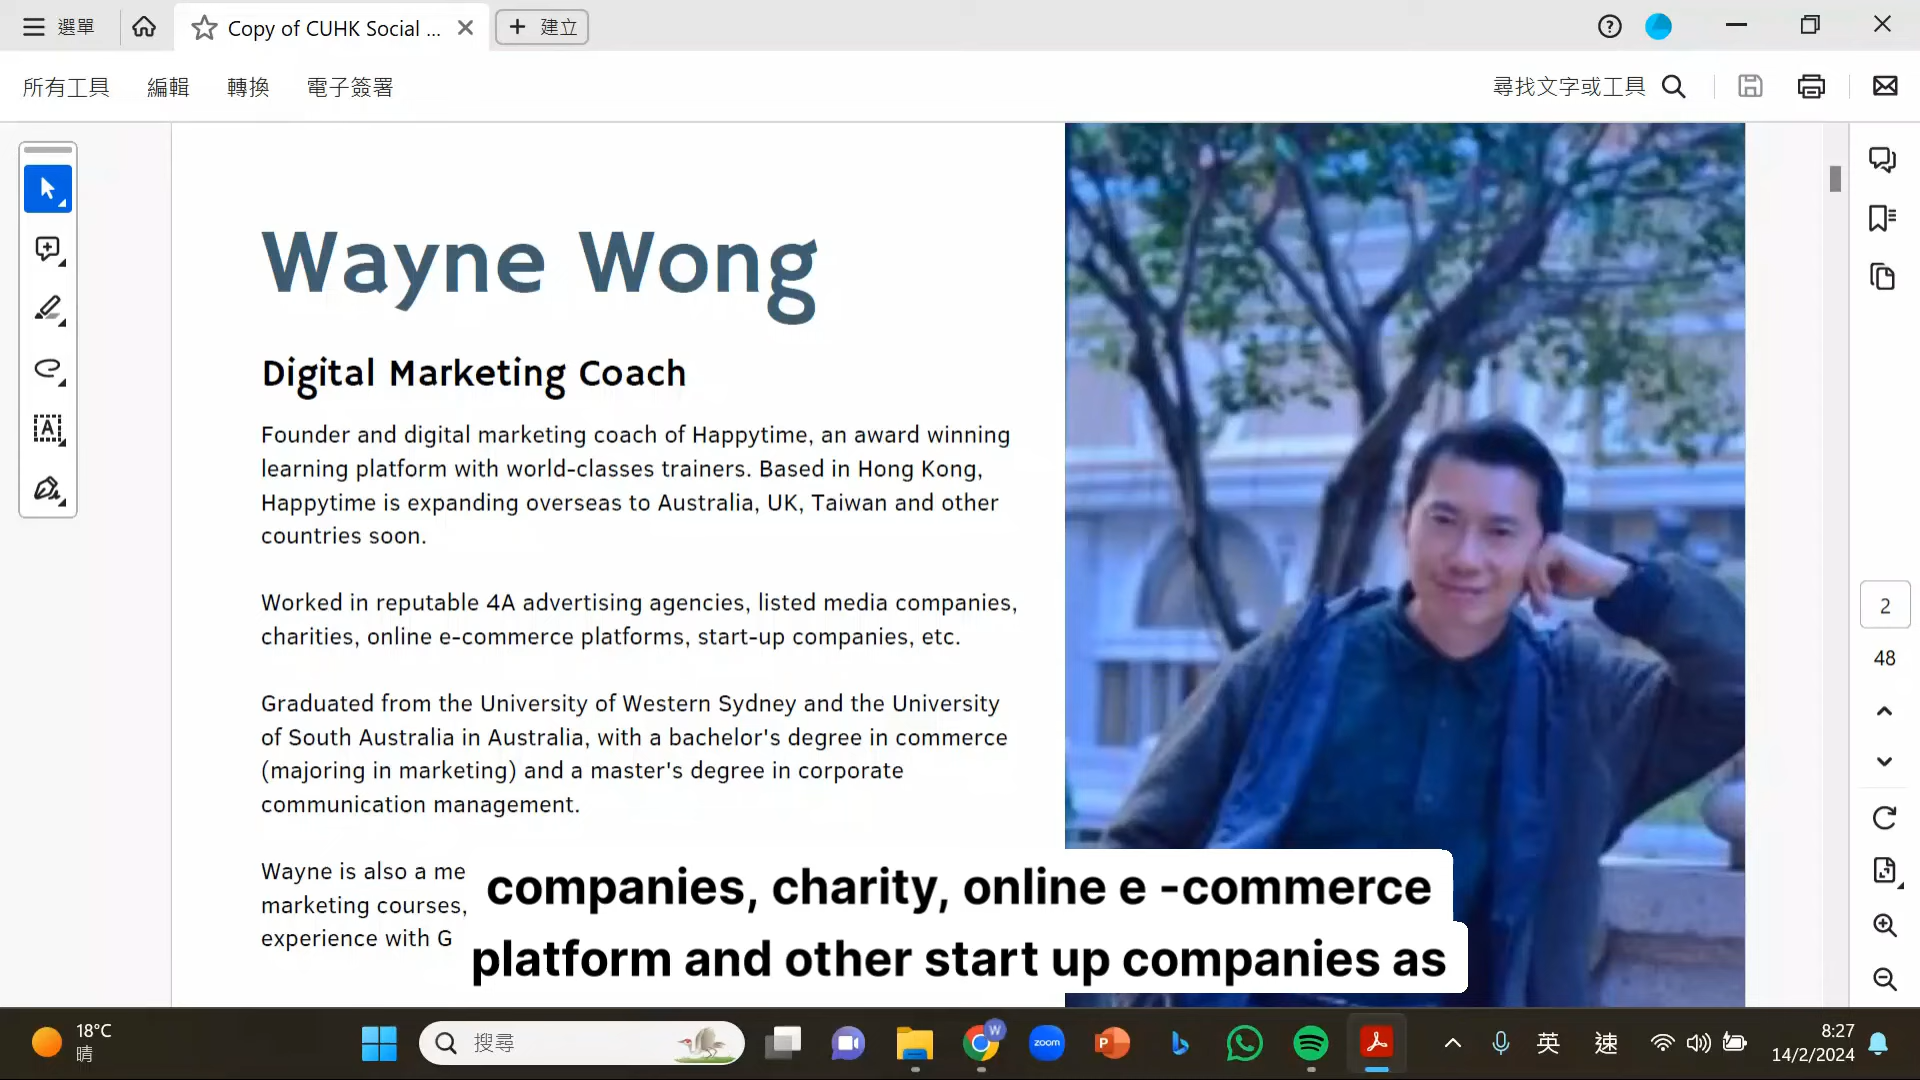 選單
Copy of CUHK Social ...
建立
所有工具
編輯
轉換
電子簽署
尋找文字或工具
Wayne Wong
Digital Marketing Coach
Founder and digital marketing coach of Happytime, an award winning
learning platform with world-classes trainers. Based in Hong Kong,
Happytime is expanding overseas to Australia, UK, Taiwan and other
countries soon.
Worked in reputable 4A advertising agencies, listed media companies,
charities, online e-commerce platforms, start-up companies, etc.
Graduated from the University of Western Sydney and the University
of South Australia in Australia, with a bachelor's degree in commerce
(majoring in marketing) and a master's degree in corporate
communication management.
Wayne is also a me
marketing courses,
experience with G
companies, charity, online e -commerce
platform and other start up companies as
2
48
18°C
晴
搜尋
W
zoom
英
速
8:27
14/2/2024